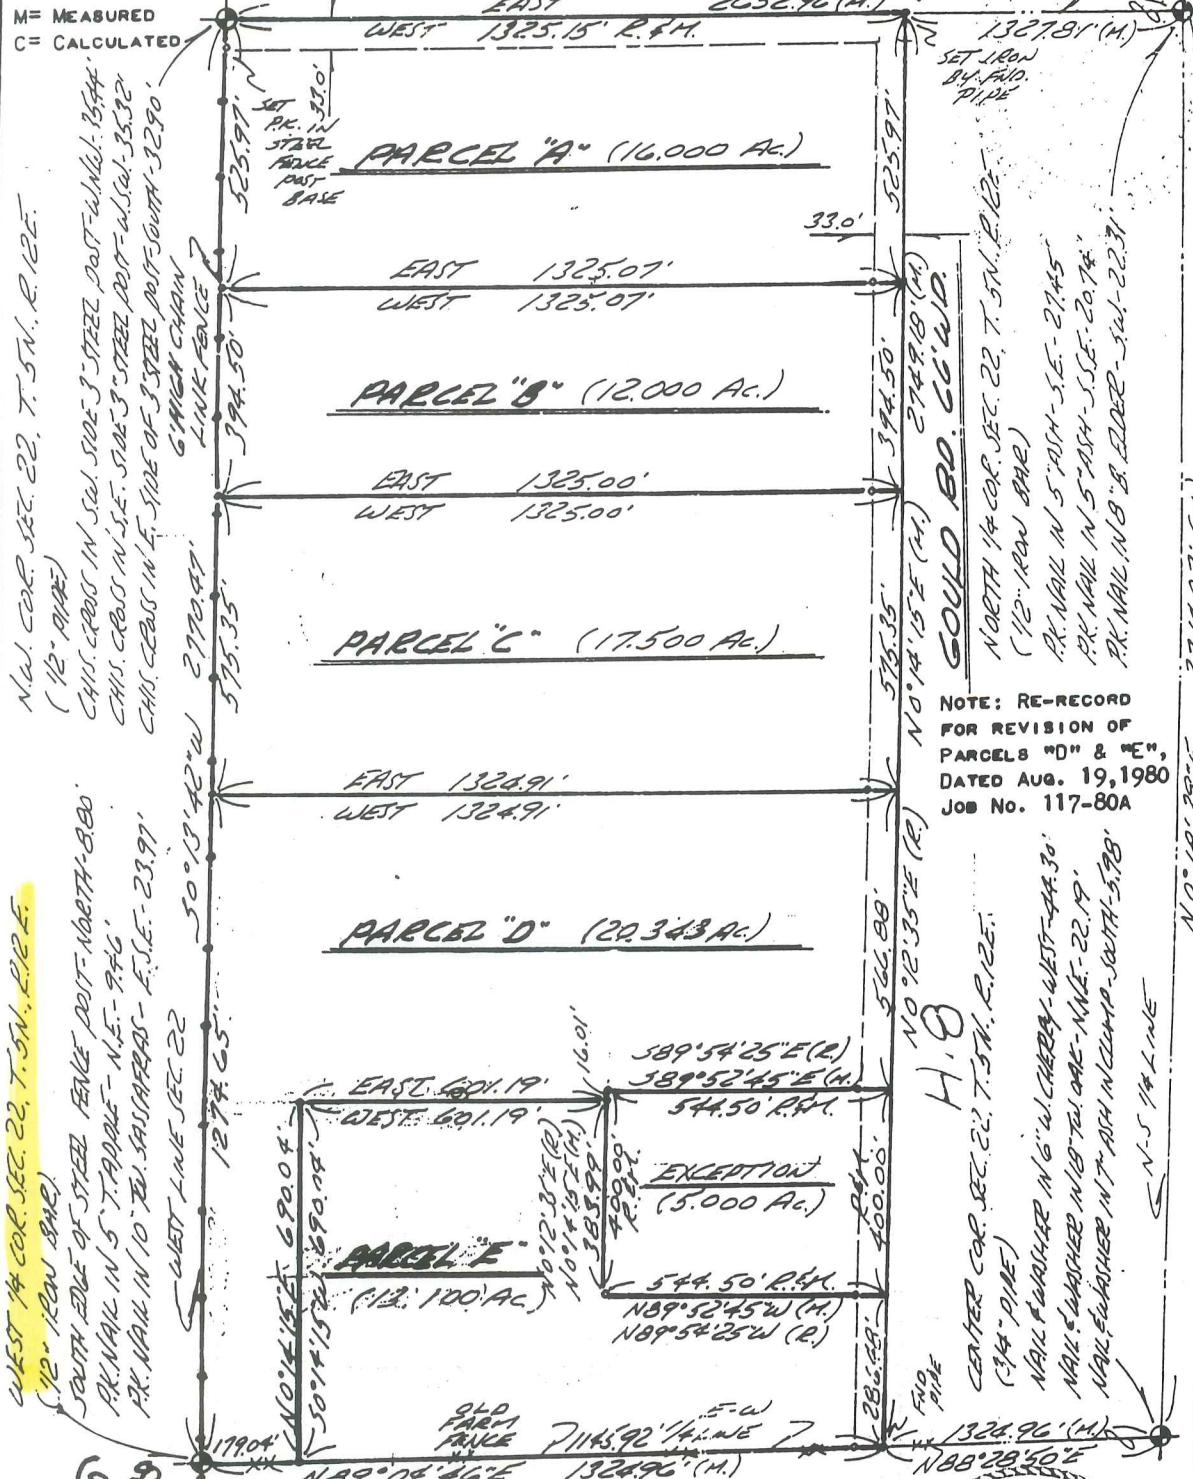 M= MEASURED
C= CALCULATED
EAST 2652.96 (M.)
WEST 1325.15' R.&M.
1327.81' (M.)
SET IRON
BY FND.
PIPE
SET
P.K. IN
STEEL
FENCE
POST
BASE
33.0'
525.97'
PARCEL "A" (16.000 Ac.)
525.97'
33.0'
EAST 1325.07'
WEST 1325.07'
394.50'
PARCEL "B" (12.000 Ac.)
394.50'
2749.18' (M.)
GOULD RD. 66' WD.
EAST 1325.00'
WEST 1325.00'
575.35'
PARCEL "C" (17.500 Ac.)
575.35'
N0°14'15"E (M.)
EAST 1324.91'
WEST 1324.91'
PARCEL "D" (20.343 Ac.)
566.88'
N0°12'35"E (R.)
1274.65'
16.01'
S89°54'25"E (R.)
S89°52'45"E (M.)
544.50' R.&M.
EAST 601.19'
WEST 601.19'
N0°14'15"E 690.04'
S0°14'15"W 690.04'
N0°12'35"E (R)
N0°14'15"E (M.)
383.99'
400.00'
R.&M.
EXCEPTION
(5.000 Ac.)
R.&M.
400.00'
PARCEL "E"
(13.100 Ac.)
544.50' R.&M.
N89°52'45"W (M.)
N89°54'25"W (R.)
286.48'
FND.
PIPE
OLD
FARM
FENCE
E-W
1145.92' 1/4 LINE
179.04'
1324.96' (M.)
1324.96' (M.)
N88°28'50"E
N.W. COR. SEC. 22, T.5N., R.12E.
(1/2" PIPE)
CHIS. CROSS IN S.W. SIDE 3" STEEL POST-W.N.W.-35.44'
CHIS. CROSS IN S.E. SIDE 3" STEEL POST-W.S.W.-35.32'
CHIS. CROSS IN E. SIDE OF 3" STEEL POST-SOUTH-32.90'
6' HIGH CHAIN
LINK FENCE
S0°13'42"W 2770.47'
WEST LINE SEC. 22
WEST 1/4 COR. SEC. 22, T.5N., R.12E.
(1/2" IRON BAR)
SOUTH EDGE OF STEEL FENCE POST-NORTH-8.80'
P.K. NAIL IN 5" T. APPLE- N.E.- 9.46'
P.K. NAIL IN 10" TW. SASSAFRAS- E.S.E.- 23.97'
NORTH 1/4 COR. SEC. 22, T.5N., R.12E.
(1/2" IRON BAR)
P.K. NAIL IN 5" ASH- S.E.- 27.45'
P.K. NAIL IN 5" ASH- S.S.E.- 20.74'
P.K. NAIL IN 8" B. ELDER- S.W.- 22.31'
NOTE: RE-RECORD
FOR REVISION OF
PARCELS "D" & "E",
DATED AUG. 19, 1980
JOB No. 117-80A
H-8
CENTER COR. SEC. 22, T.5N., R.12E.
(3/4" PIPE)
NAIL & WASHER IN 6" W. CHERRY-WEST-44.30'
NAIL & WASHER IN 18" TW. OAK- N.N.E.- 22.19'
NAIL & WASHER IN 7" ASH IN CLUMP-SOUTH-5.98'
N-S 1/4 LINE